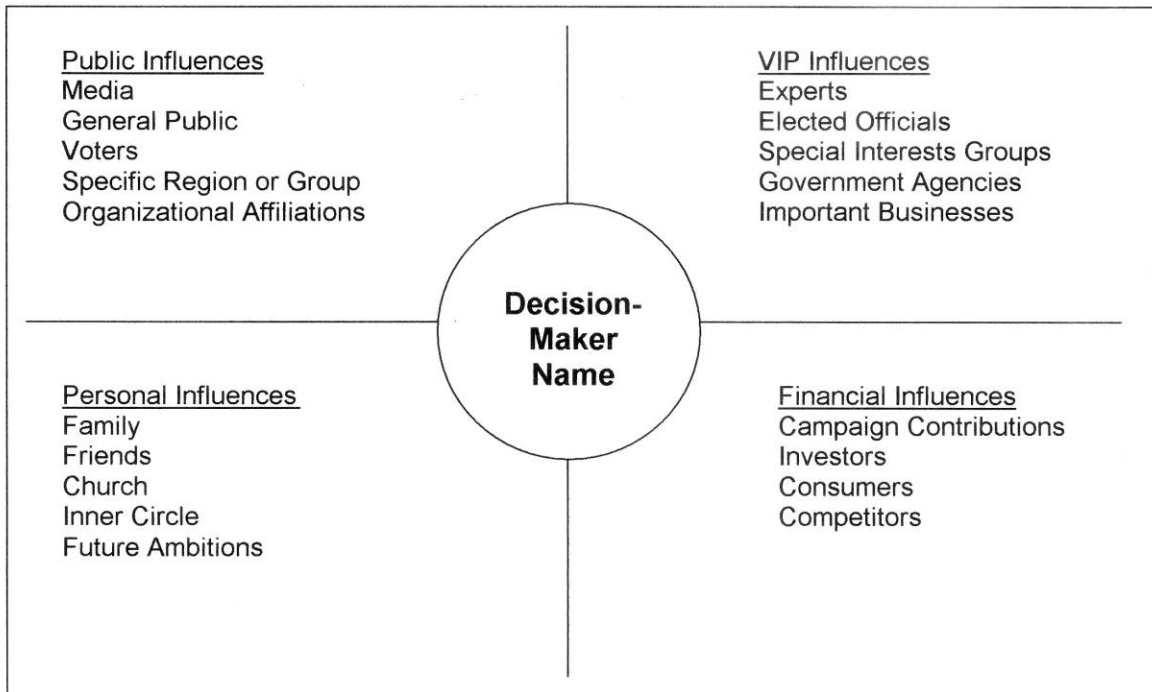 Public Influences
Media
General Public
Voters
Specific Region or Group
Organizational Affiliations
VIP Influences
Experts
Elected Officials
Special Interests Groups
Government Agencies
Important Businesses
Decision-
Maker
Name
Personal Influences
Family
Friends
Church
Inner Circle
Future Ambitions
Financial Influences
Campaign Contributions
Investors
Consumers
Competitors